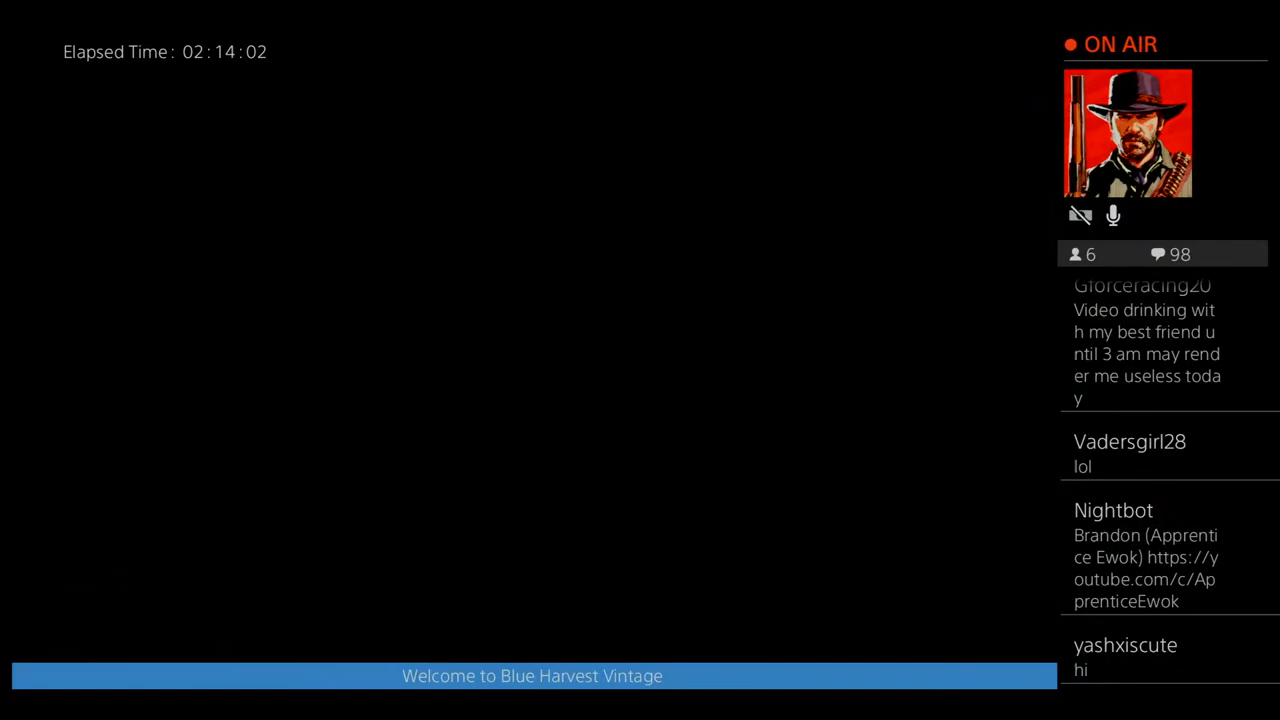 Elapsed Time: 02:14:02
ON AIR
6 98
Gforceracing20
Video drinking wit
h my best friend u
ntil 3 am may rend
er me useless toda
y
Vadersgirl28
lol
Nightbot
Brandon (Apprenti
ce Ewok) https://y
outube.com/c/Ap
prenticeEwok
yashxiscute
hi
Welcome to Blue Harvest Vintage